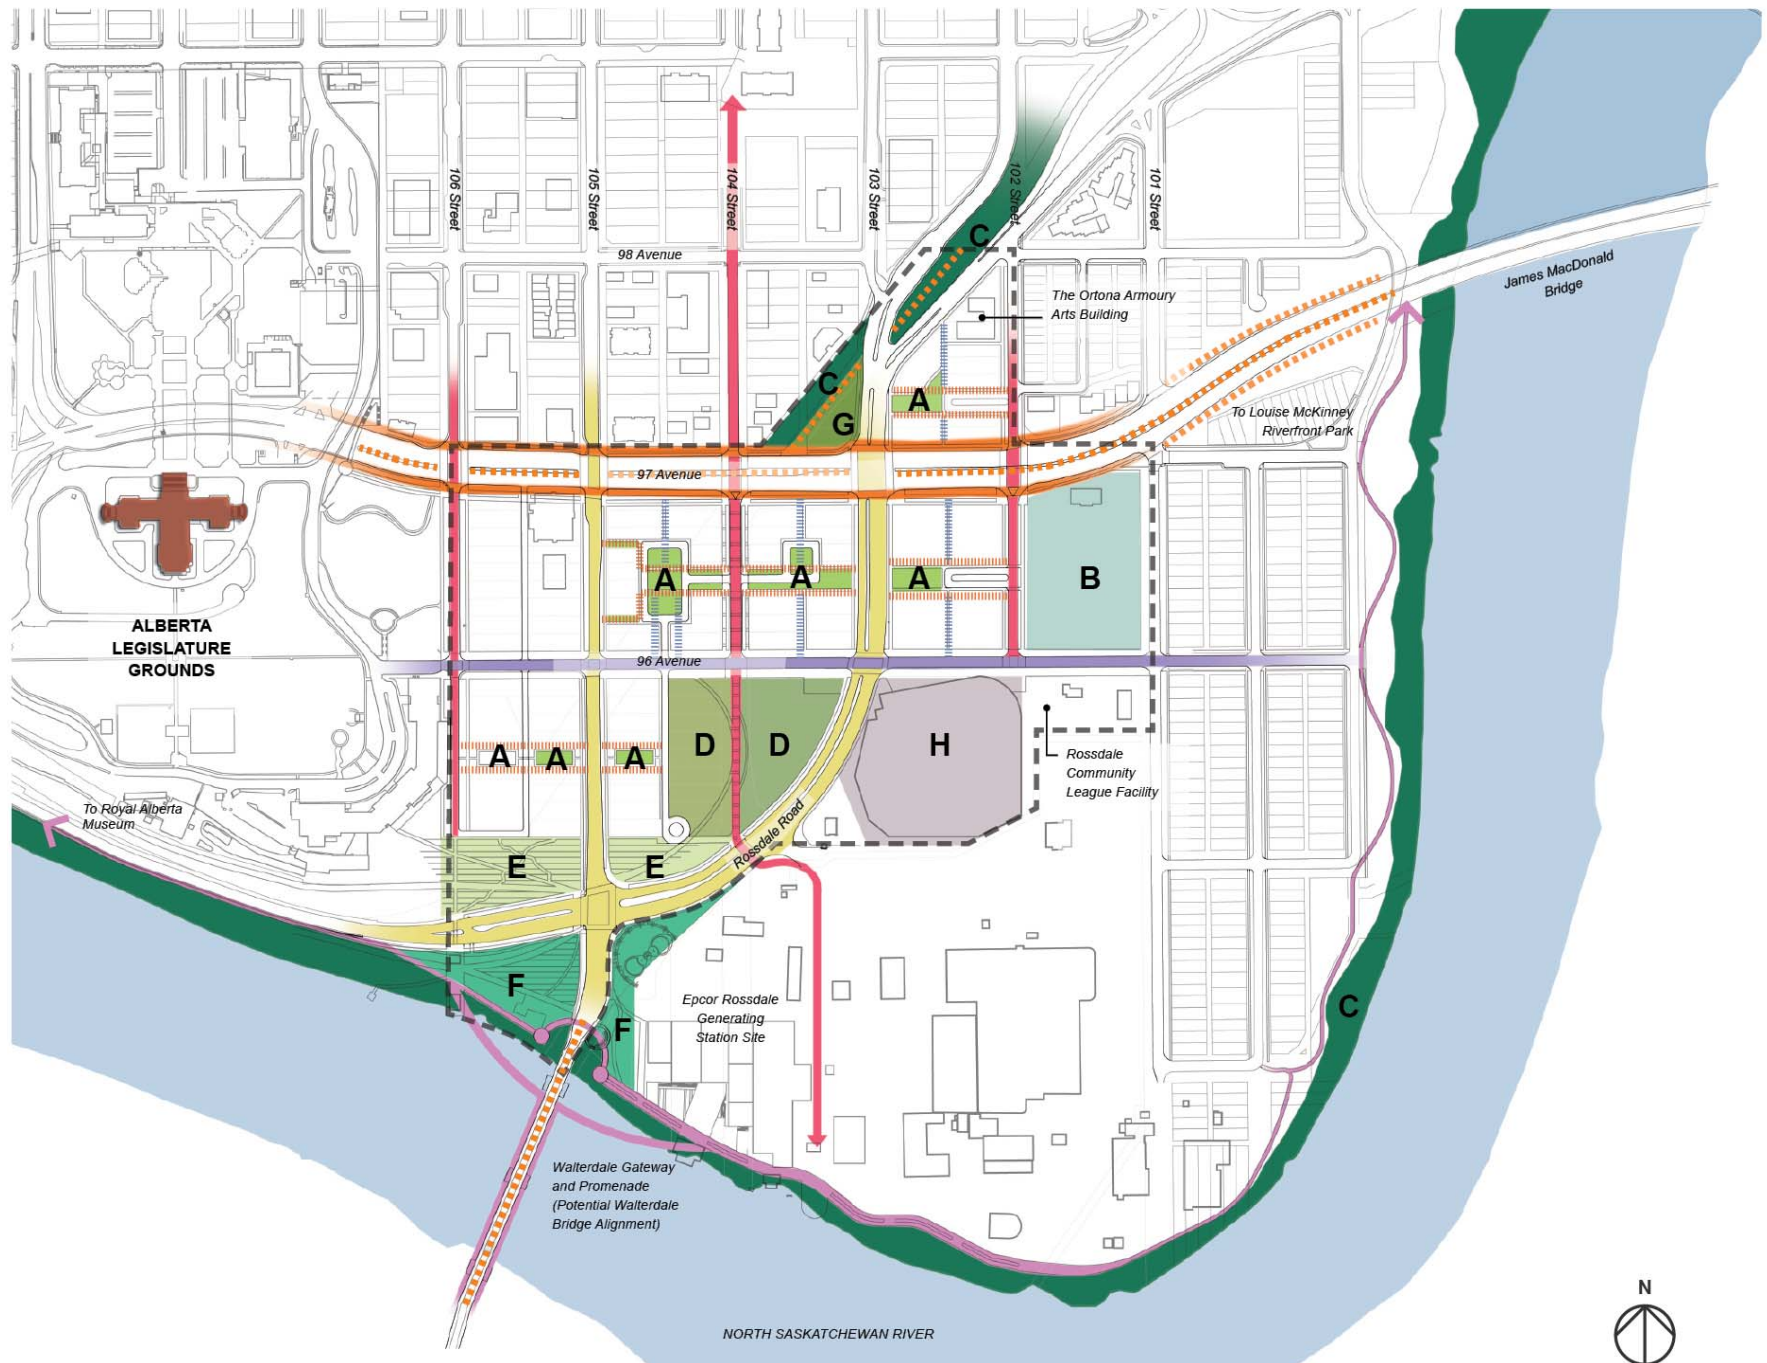 106 Street
105 Street
104 Street
103 Street
102 Street
101 Street
98 Avenue
C
James MacDonald
Bridge
The Ortona Armoury
Arts Building
C
G
A
To Louise McKinney
Riverfront Park
97 Avenue
A
A
A
B
ALBERTA
LEGISLATURE
GROUNDS
96 Avenue
A
A
A
D
D
H
Rossdale
Community
League Facility
To Royal Alberta
Museum
Rossdale Road
E
E
F
F
Epcor Rossdale
Generating
Station Site
C
Walterdale Gateway
and Promenade
(Potential Walterdale
Bridge Alignment)
N
NORTH SASKATCHEWAN RIVER